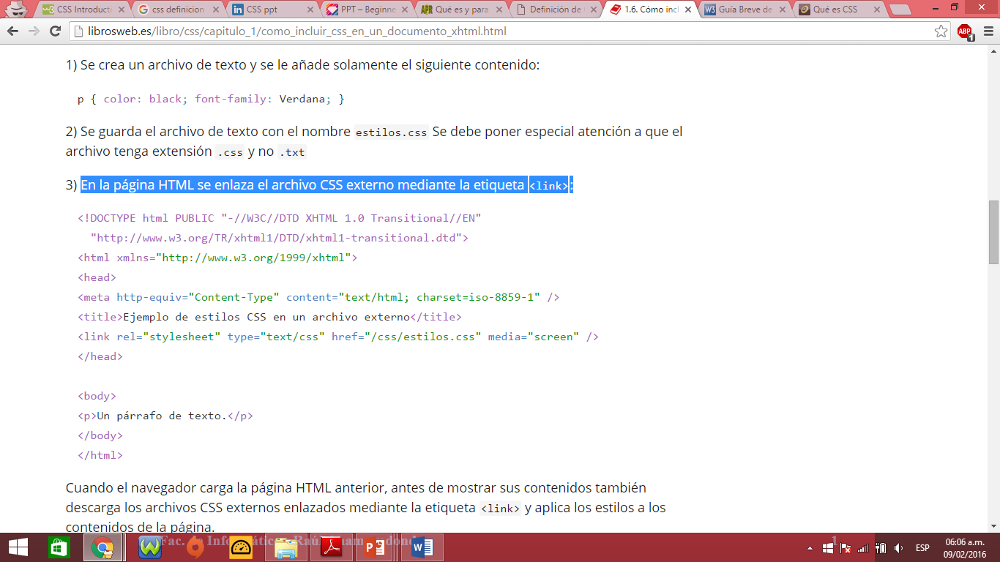 CSS Introducti
css definicion
CSS ppt
PPT – Beginne
Qué es y para
Definición de
1.6. Cómo incl
Guía Breve de
Qué es CSS
librosweb.es/libro/css/capitulo_1/como_incluir_css_en_un_documento_xhtml.html
1) Se crea un archivo de texto y se le añade solamente el siguiente contenido:
p { color: black; font-family: Verdana; }
2) Se guarda el archivo de texto con el nombre estilos.css Se debe poner especial atención a que el
archivo tenga extensión .css y no .txt
3) En la página HTML se enlaza el archivo CSS externo mediante la etiqueta <link>:
<!DOCTYPE html PUBLIC "-//W3C//DTD XHTML 1.0 Transitional//EN"
"http://www.w3.org/TR/xhtml1/DTD/xhtml1-transitional.dtd">
<html xmlns="http://www.w3.org/1999/xhtml">
<head>
<meta http-equiv="Content-Type" content="text/html; charset=iso-8859-1" />
<title>Ejemplo de estilos CSS en un archivo externo</title>
<link rel="stylesheet" type="text/css" href="/css/estilos.css" media="screen" />
</head>
<body>
<p>Un párrafo de texto.</p>
</body>
</html>
Cuando el navegador carga la página HTML anterior, antes de mostrar sus contenidos también
descarga los archivos CSS externos enlazados mediante la etiqueta <link> y aplica los estilos a los
contenidos de la página.
Fac. de
1
ESP
06:06 a.m.
09/02/2016